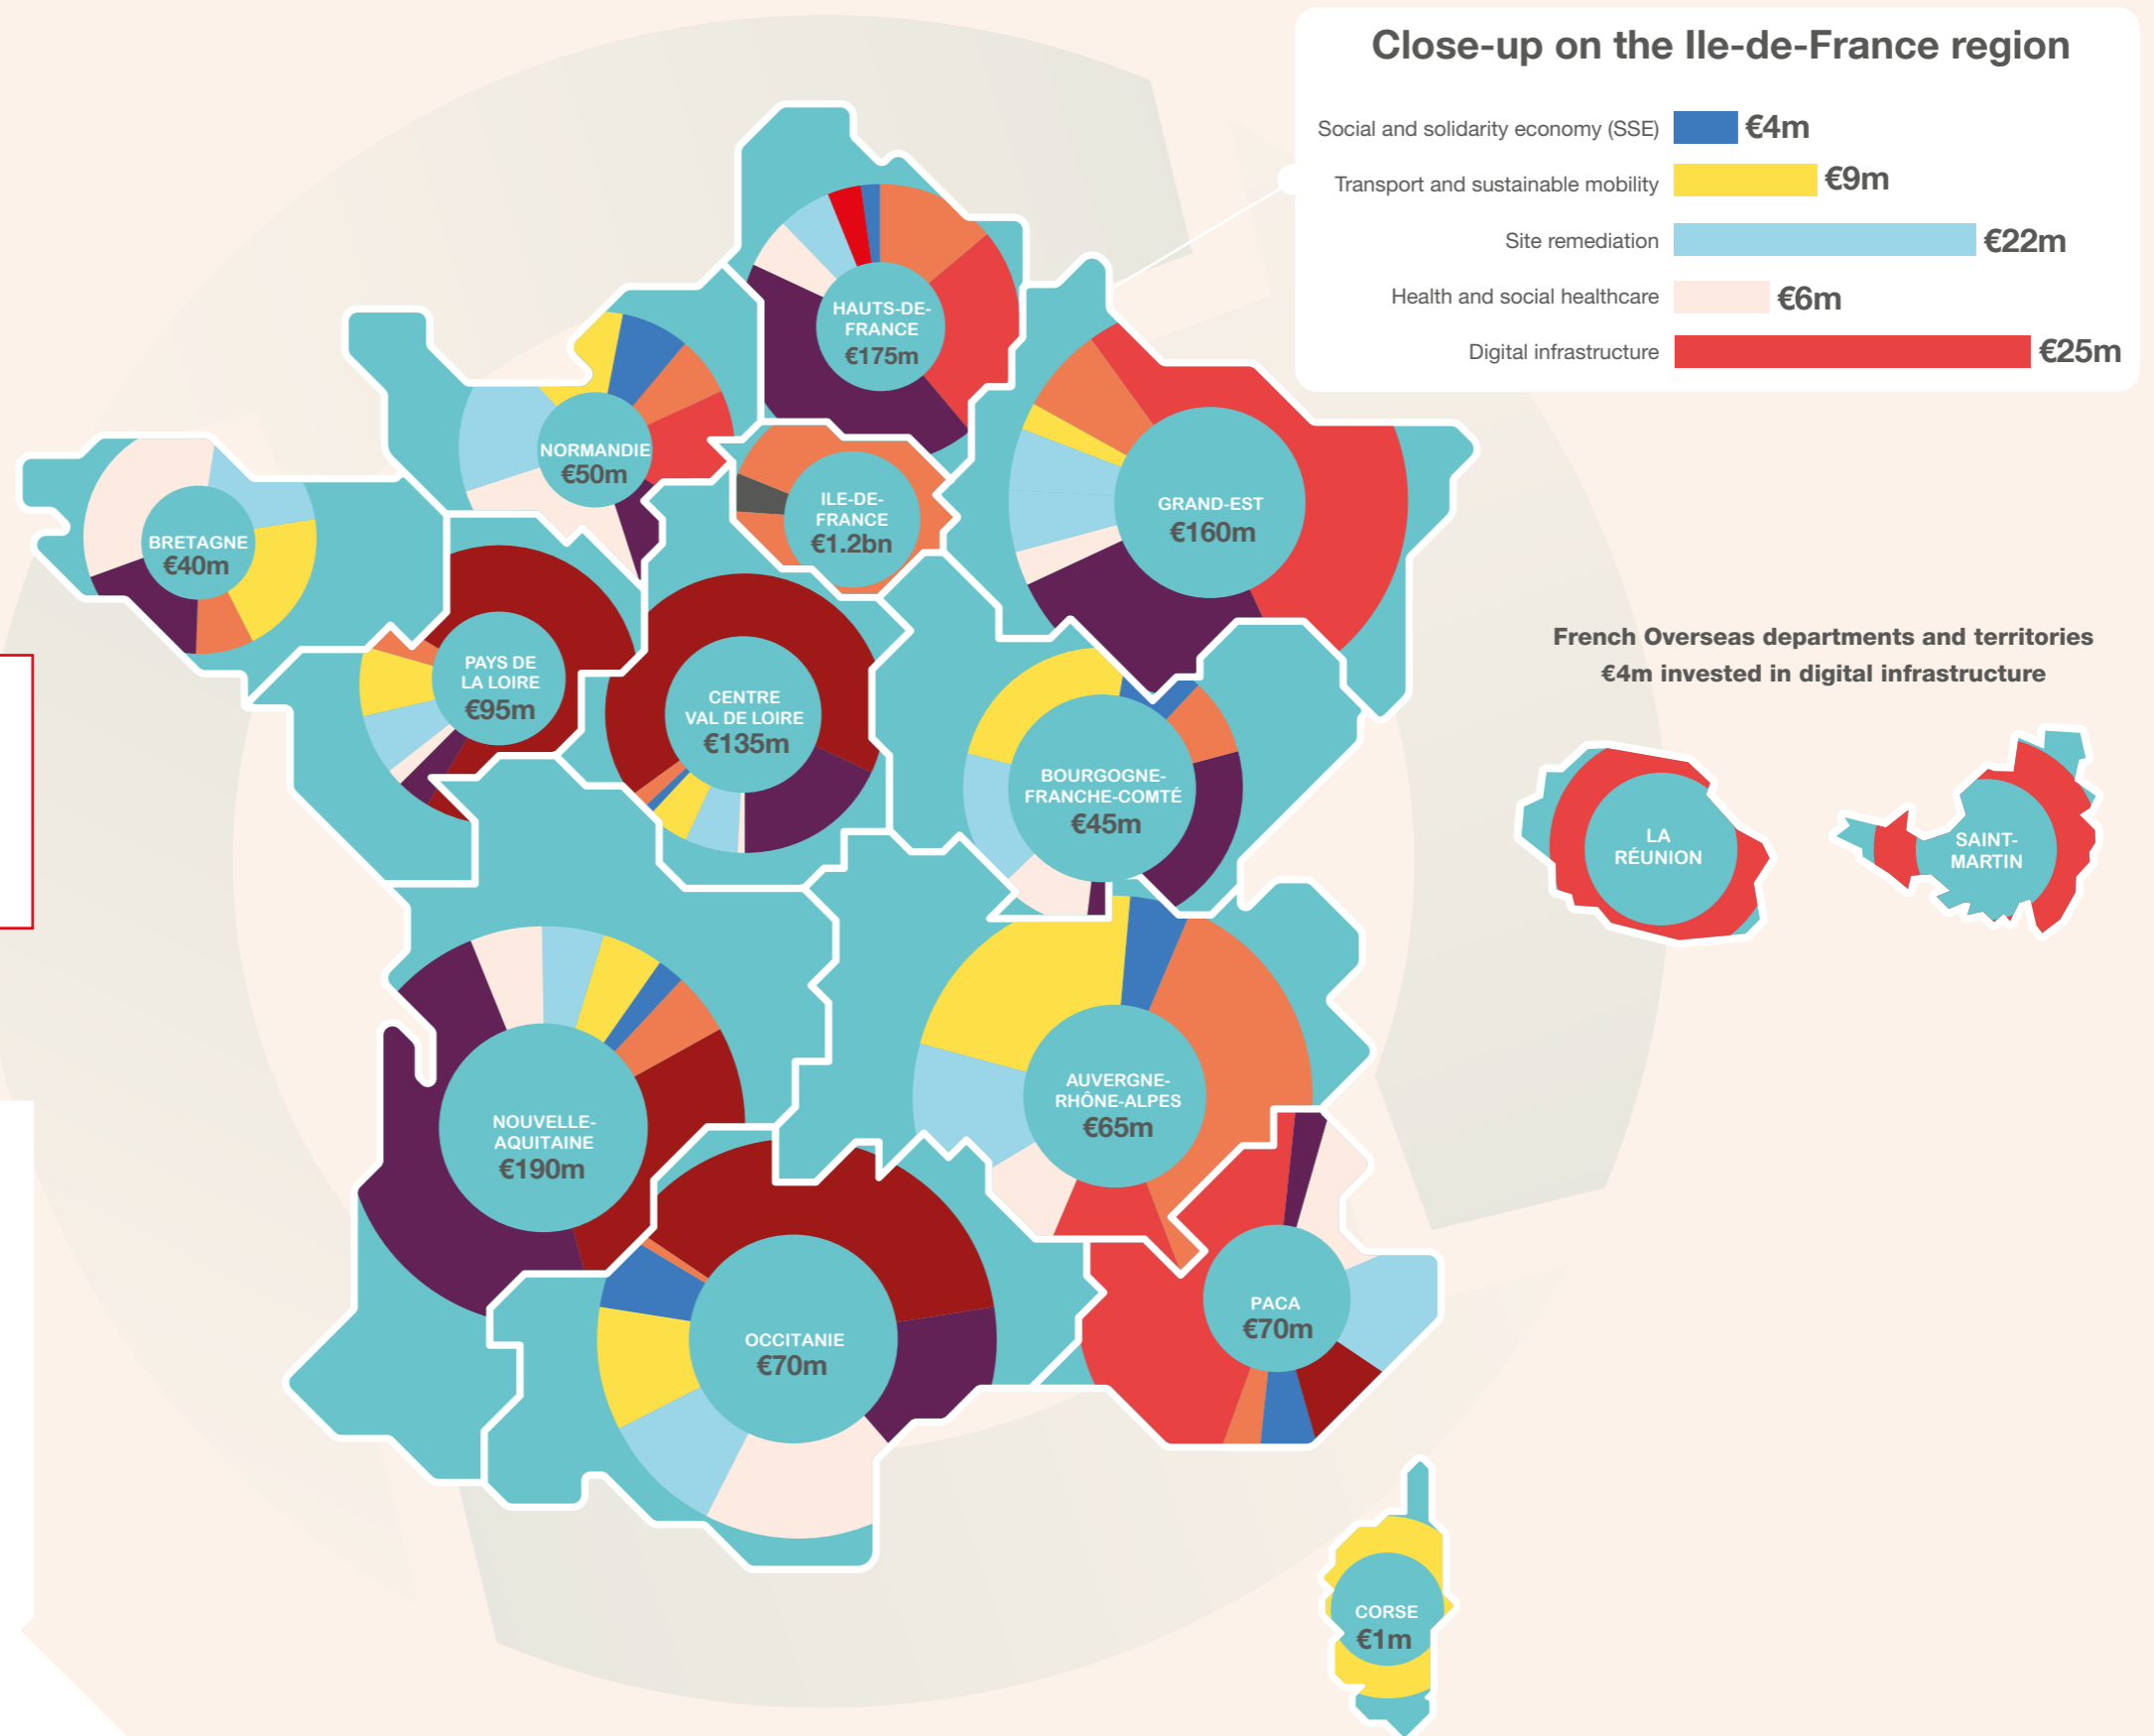 Close-up on the Ile-de-France region
Social and solidarity economy (SSE)
€4m
Transport and sustainable mobility
€9m
Site remediation
€22m
Health and social healthcare
€6m
Digital infrastructure
€25m
HAUTS-DE-
FRANCE
€175m
NORMANDIE
€50m
ILE-DE-
FRANCE
€1.2bn
GRAND-EST
€160m
BRETAGNE
€40m
PAYS DE
LA LOIRE
€95m
CENTRE
VAL DE LOIRE
€135m
BOURGOGNE-
FRANCHE-COMTÉ
€45m
French Overseas departments and territories
€4m invested in digital infrastructure
LA
RÉUNION
SAINT-
MARTIN
NOUVELLE-
AQUITAINE
€190m
AUVERGNE-
RHÔNE-ALPES
€65m
OCCITANIE
€70m
PACA
€70m
CORSE
€1m